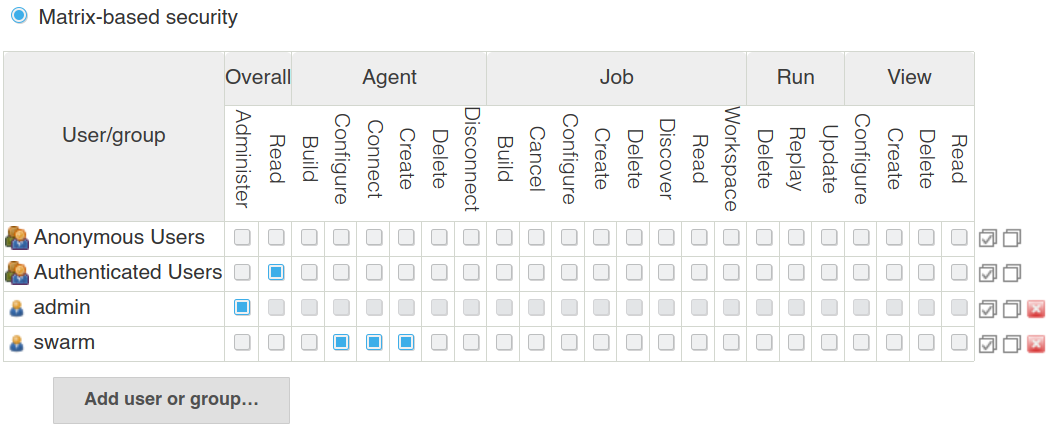 Matrix-based security
User/group Overall Agent Job Run View
Administer Read Build Configure Connect Create Delete Disconnect Build Cancel Configure Create Delete Discover Read Workspace Delete Replay Update Configure Create Delete Read
Anonymous Users
Authenticated Users
admin
swarm
Add user or group...